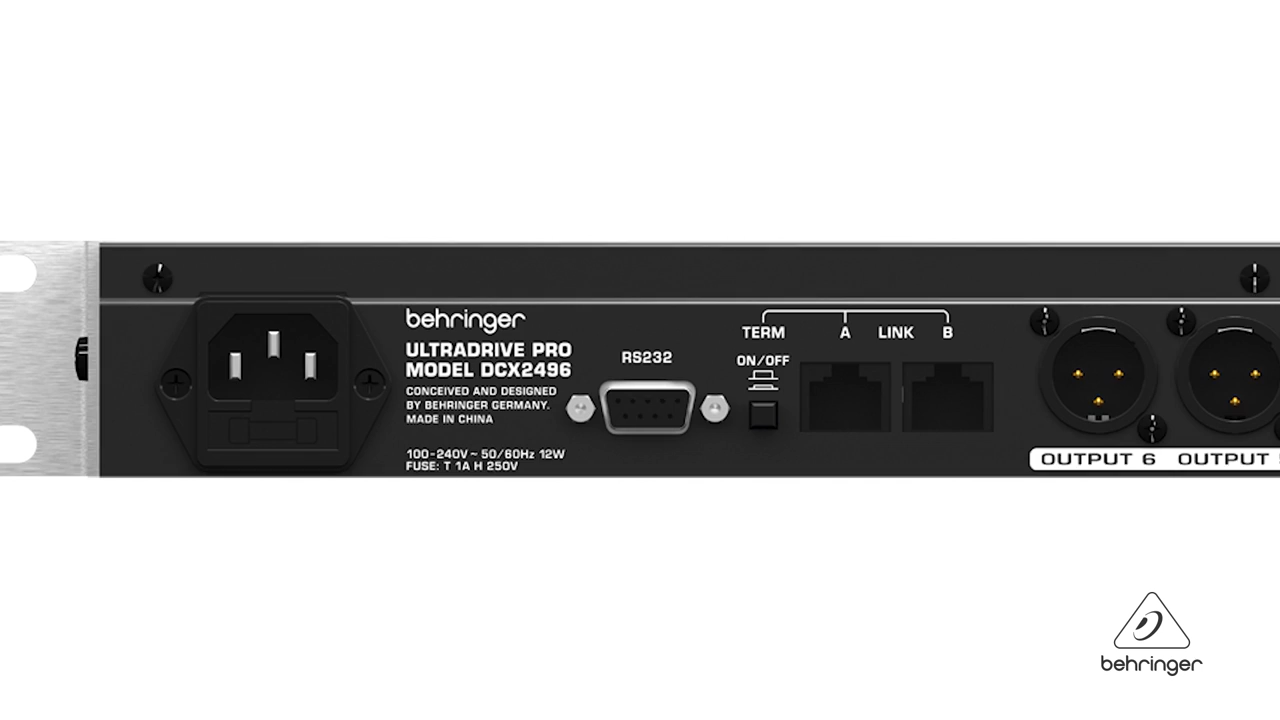 behringer
ULTRADRIVE PRO
MODEL DCX2496
CONCEIVED AND DESIGNED
BY BEHRINGER GERMANY.
MADE IN CHINA
100-240V ~ 50/60Hz 12W
FUSE: T 1A H 250V
RS232
TERM A LINK B
ON/OFF
OUTPUT 6 OUTPUT
behringer